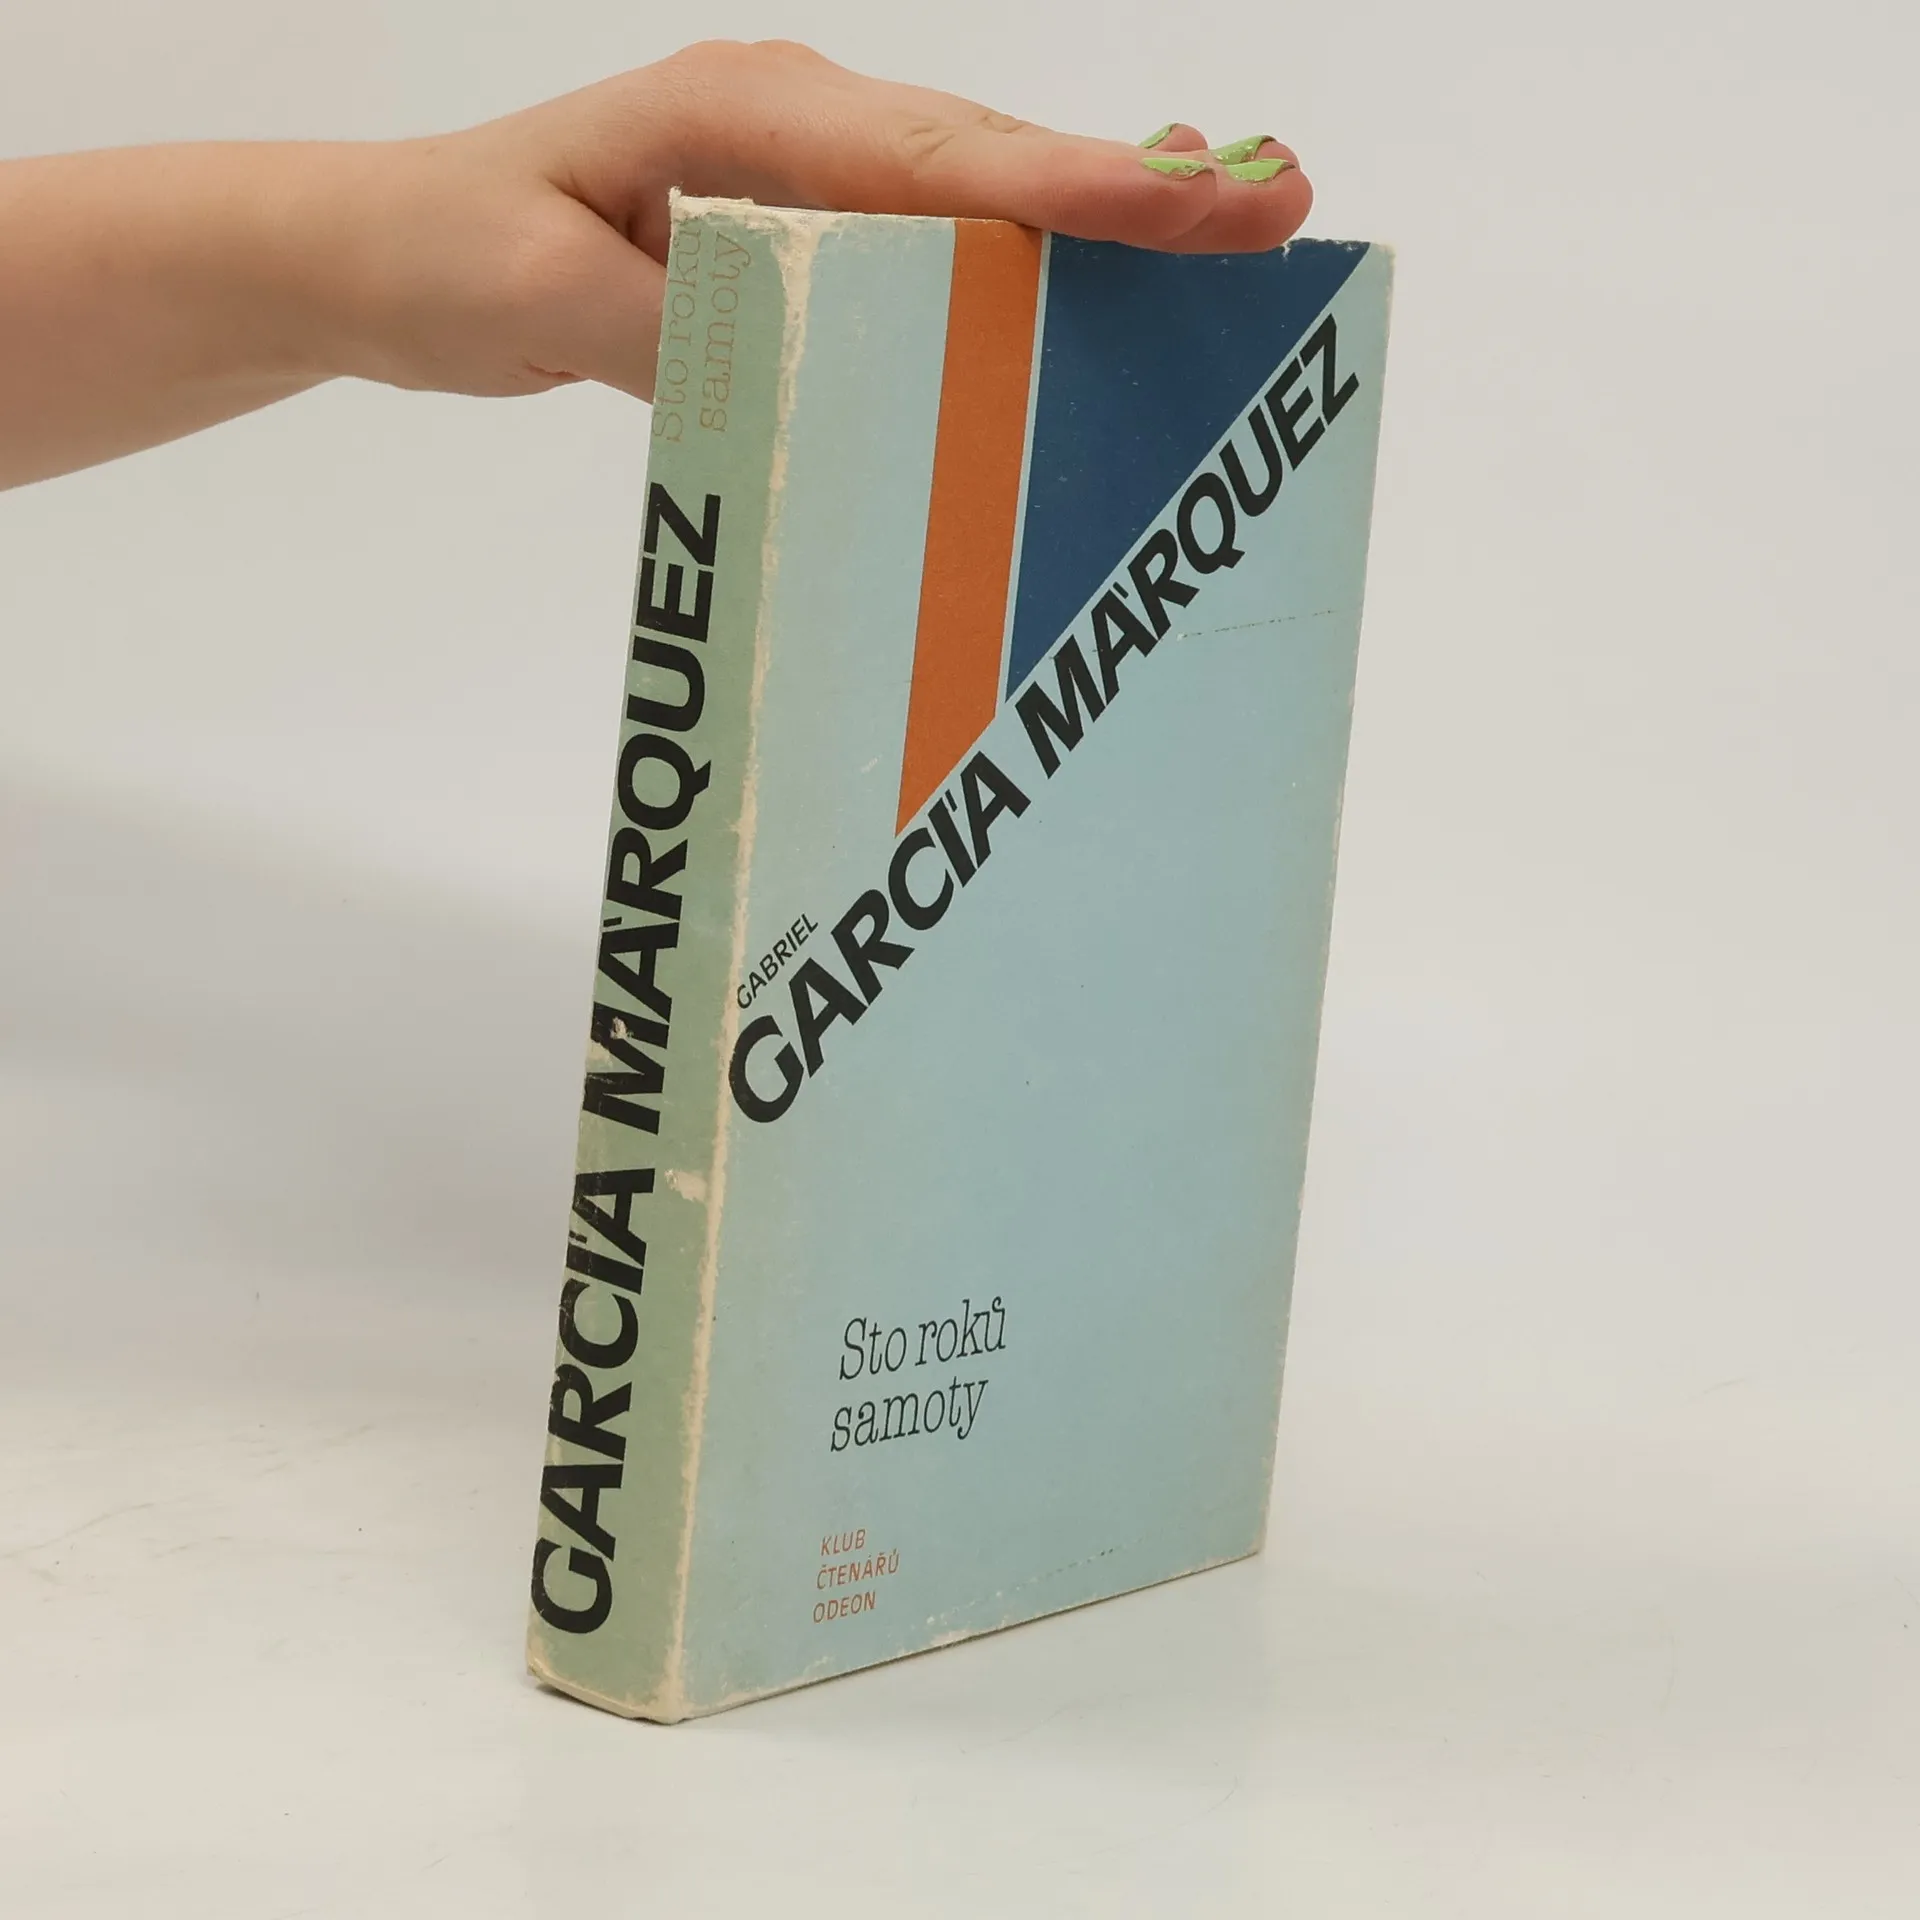 Sto roků
samoty
GARCÍA MÁRQUEZ
GABRIEL
GARCÍA MÁRQUEZ
Sto roků
samoty
KLUB
ČTENÁŘŮ
ODEON